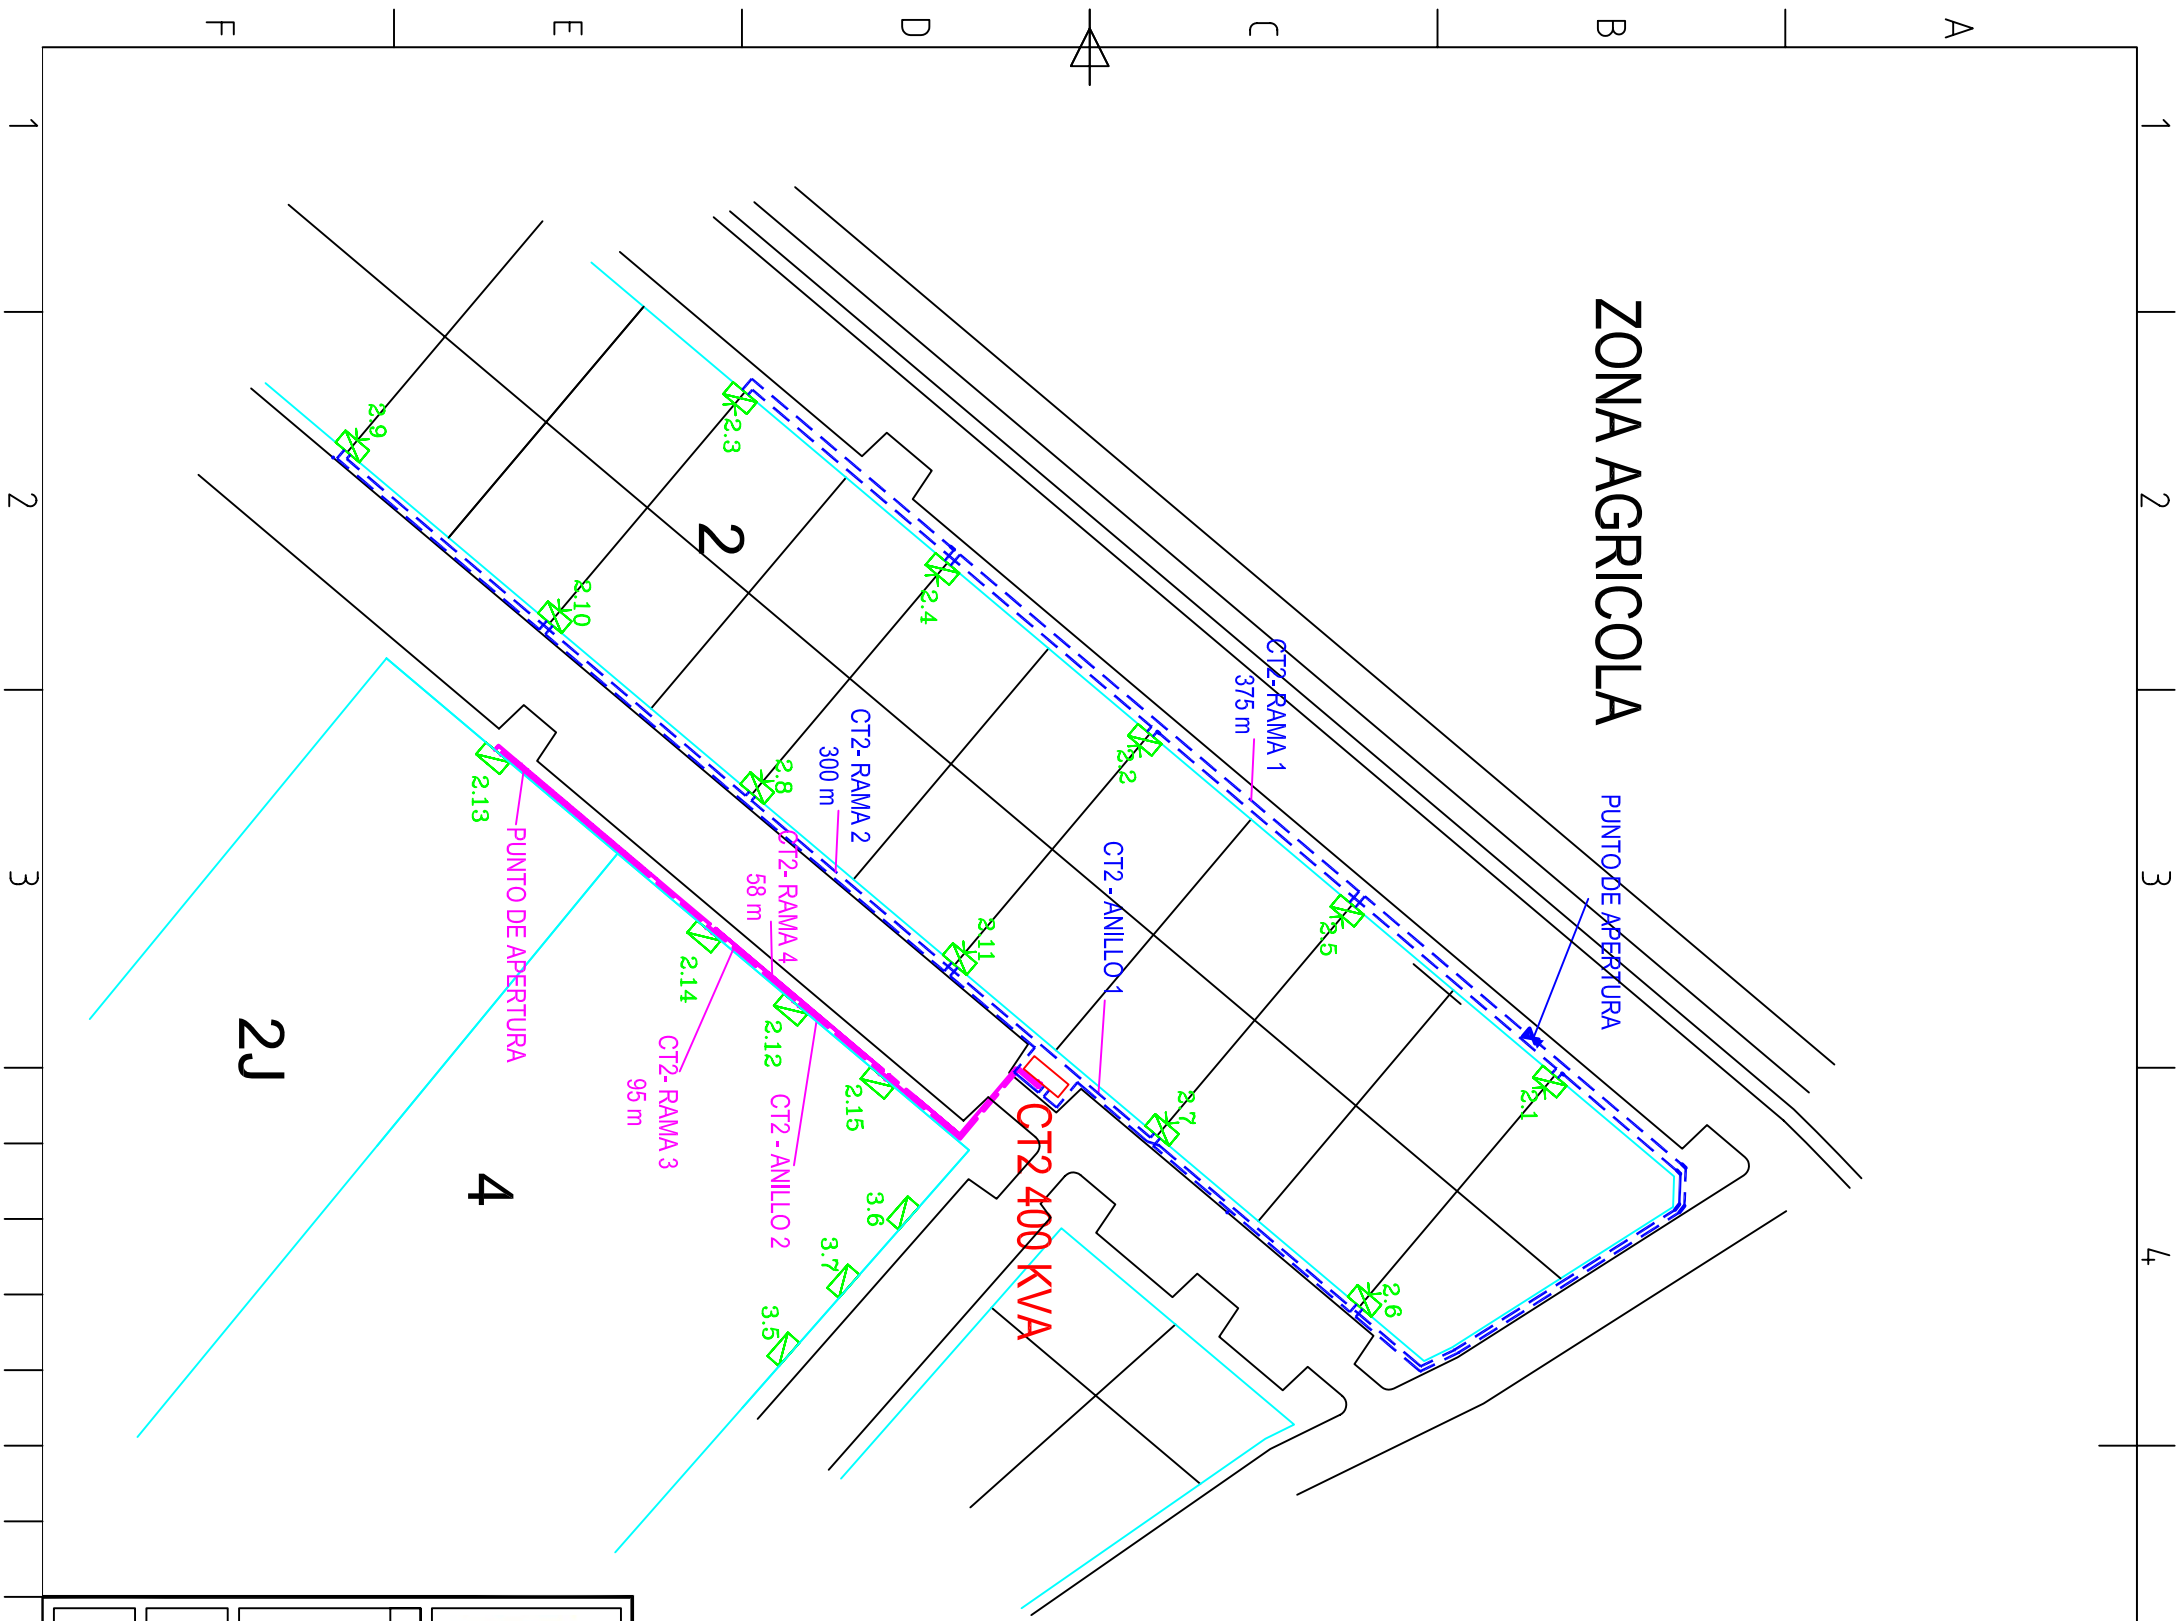 F
E
D
C
B
A
1
2
3
1
2
3
4
ZONA AGRICOLA
2
2J
4
CT2- RAMA 1
375 m
PUNTO DE APERTURA
CT2- RAMA 2
300 m
CT2 - ANILLO 1
CT2- RAMA 4
58 m
PUNTO DE APERTURA
CT2- RAMA 3
95 m
CT2 - ANILLO 2
CT2 400 KVA
2.9
2.3
2.10
2.4
2.2
2.8
2.13
2.11
2.5
2.14
2.12
2.15
2.7
2.1
2.6
3.6
3.7
3.5